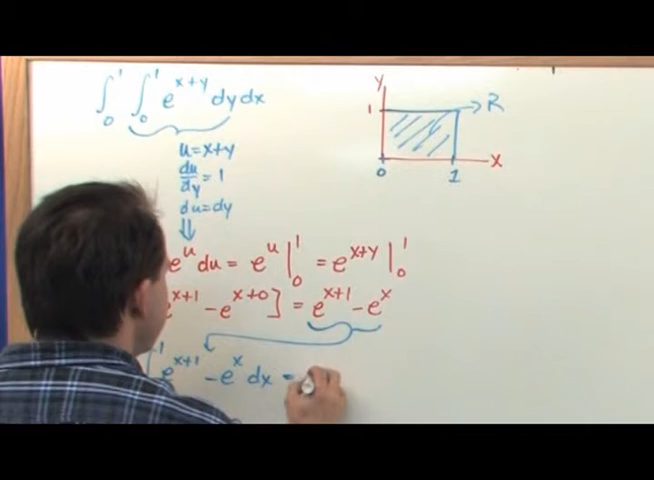 ∫₀¹ ∫₀¹ e^(x+y) dy dx
u = x+y
du/dy = 1
du = dy
⇓
e^u du = e^u |₀¹ = e^(x+y) |₀¹
e^(x+1) - e^(x+0) ] = e^(x+1) - e^x
∫ ¹ e^(x+1) - e^x dx =
y
1 R
x
0 1